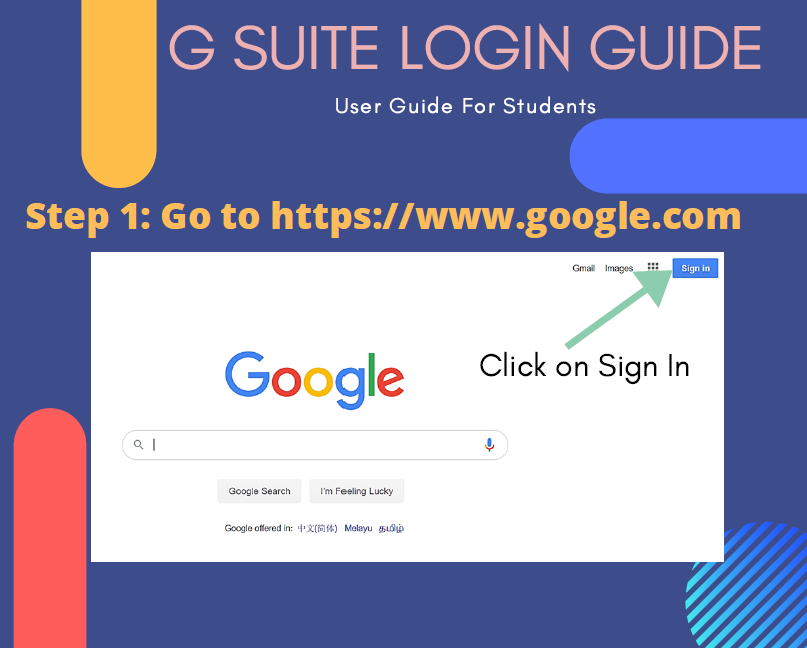 G SUITE LOGIN GUIDE
User Guide For Students
Step 1: Go to https://www.google.com
Gmail Images Sign in
Google
Click on Sign In
Google Search I'm Feeling Lucky
Google offered in: 中文(简体) Melayu தமிழ்